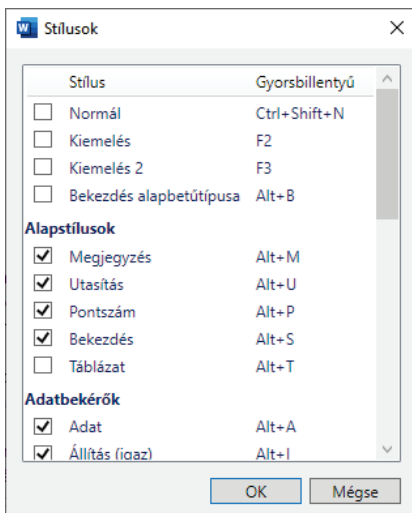 Stílusok
Stílus Gyorsbillentyű
Normál Ctrl+Shift+N
Kiemelés F2
Kiemelés 2 F3
Bekezdés alapbetűtípusa Alt+B
Alapstílusok
Megjegyzés Alt+M
Utasítás Alt+U
Pontszám Alt+P
Bekezdés Alt+S
Táblázat Alt+T
Adatbekérők
Adat Alt+A
Állítás (igaz) Alt+I
OK Mégse